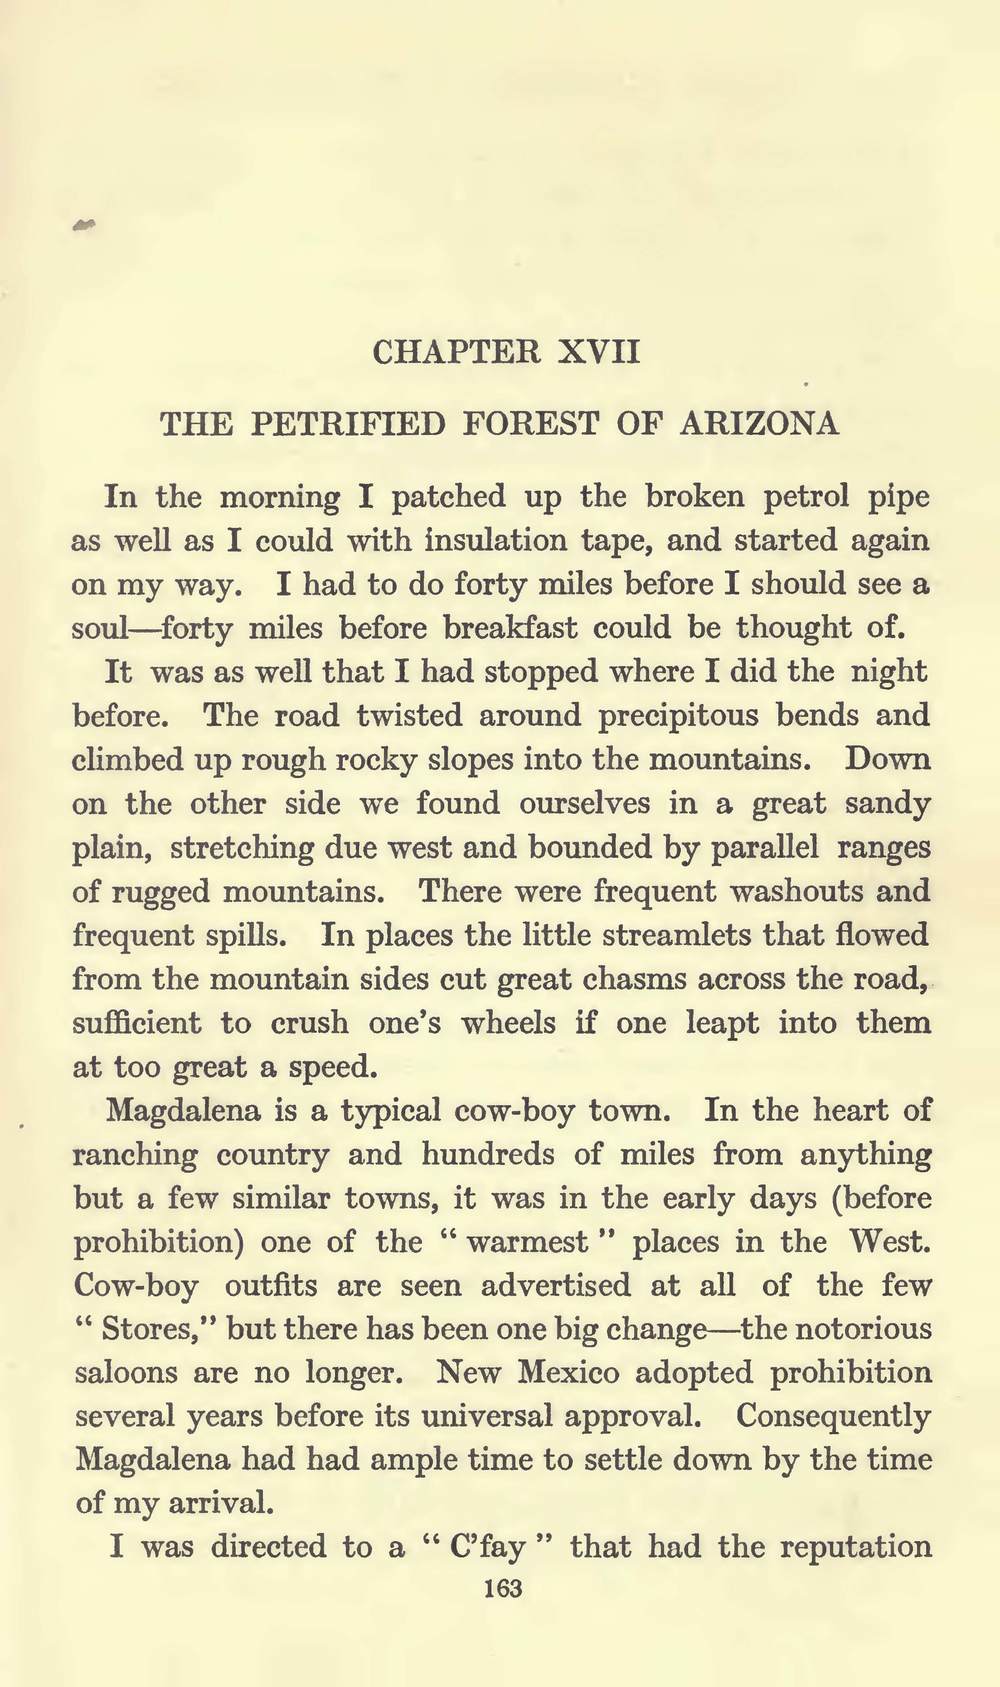 CHAPTER XVII
THE PETRIFIED FOREST OF ARIZONA
In the morning I patched up the broken petrol pipe
as well as I could with insulation tape, and started again
on my way. I had to do forty miles before I should see a
soul—forty miles before breakfast could be thought of.
It was as well that I had stopped where I did the night
before. The road twisted around precipitous bends and
climbed up rough rocky slopes into the mountains. Down
on the other side we found ourselves in a great sandy
plain, stretching due west and bounded by parallel ranges
of rugged mountains. There were frequent washouts and
frequent spills. In places the little streamlets that flowed
from the mountain sides cut great chasms across the road,
sufficient to crush one's wheels if one leapt into them
at too great a speed.
Magdalena is a typical cow-boy town. In the heart of
ranching country and hundreds of miles from anything
but a few similar towns, it was in the early days (before
prohibition) one of the " warmest " places in the West.
Cow-boy outfits are seen advertised at all of the few
" Stores," but there has been one big change—the notorious
saloons are no longer. New Mexico adopted prohibition
several years before its universal approval. Consequently
Magdalena had had ample time to settle down by the time
of my arrival.
I was directed to a " C'fay " that had the reputation
163